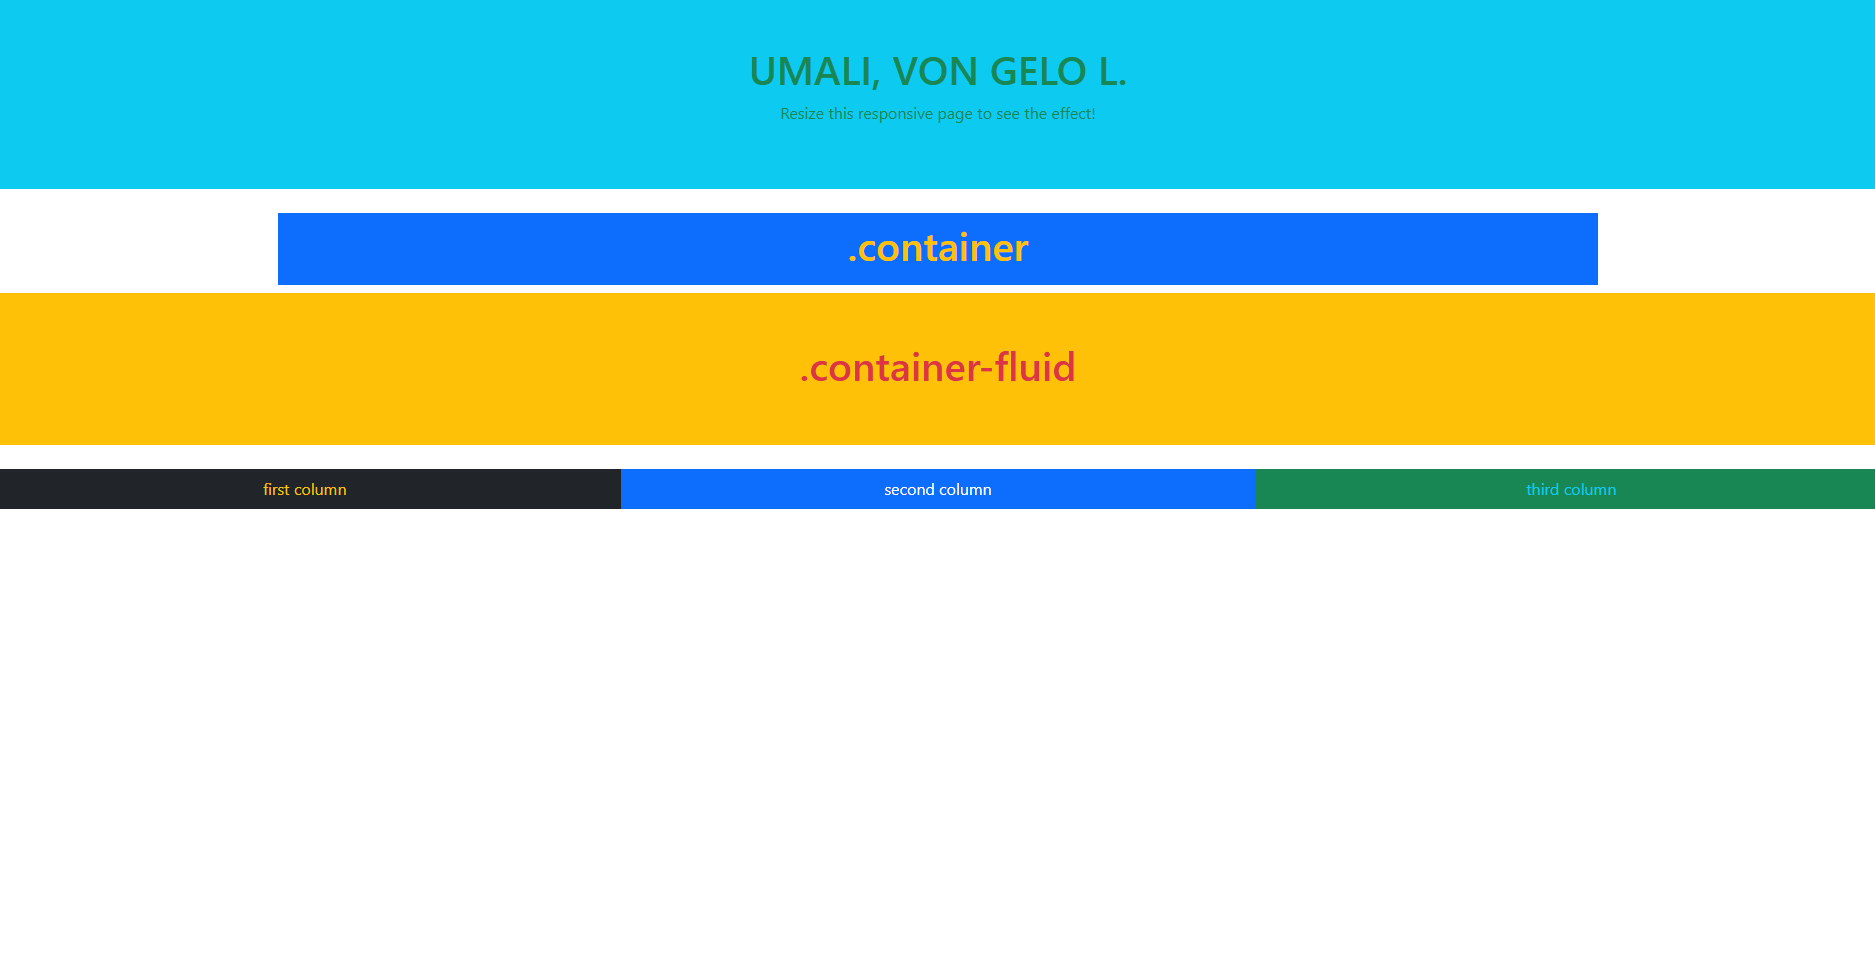 UMALI, VON GELO L.
Resize this responsive page to see the effect!
.container
.container-fluid
first column
second column
third column